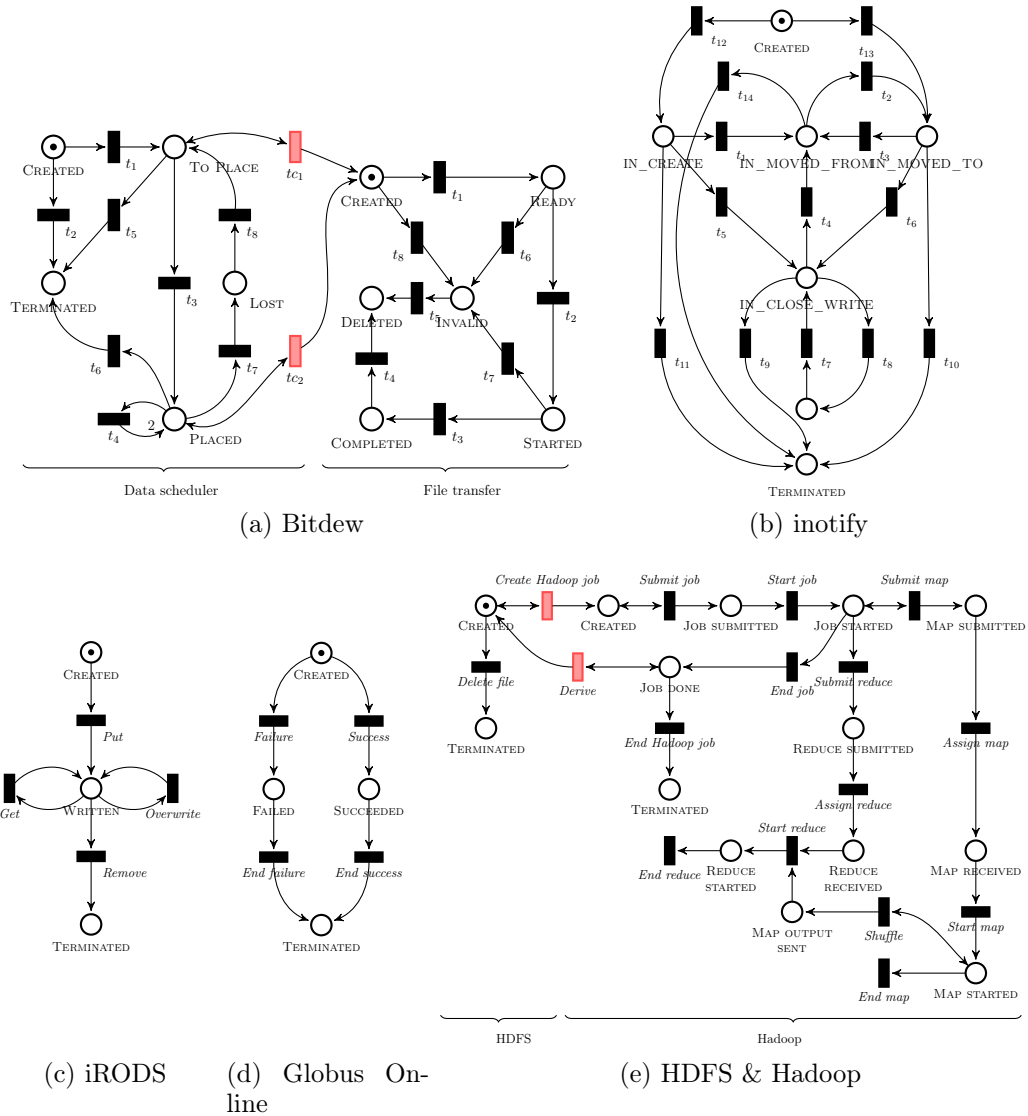 CREATED
t1
TO PLACE
tc1
t2
t5
t8
TERMINATED
t3
LOST
t6
t7
tc2
t4
2
PLACED
Data scheduler
CREATED
t1
READY
t8
t6
DELETED
t5
INVALID
t2
t4
t7
COMPLETED
t3
STARTED
File transfer
(a) Bitdew
t12
CREATED
t13
t14
t2
IN_CREATE
t1
IN_MOVED_FROM
t3
IN_MOVED_TO
t5
t4
t6
IN_CLOSE_WRITE
t11
t9
t7
t8
t10
TERMINATED
(b) inotify
CREATED
Put
Get
WRITTEN
Overwrite
Remove
TERMINATED
(c) iRODS
CREATED
Failure
Success
FAILED
SUCCEEDED
End failure
End success
TERMINATED
(d) Globus On-
line
Create Hadoop job
Submit job
Start job
Submit map
CREATED
CREATED
JOB SUBMITTED
JOB STARTED
MAP SUBMITTED
Delete file
Derive
JOB DONE
End job
Submit reduce
TERMINATED
End Hadoop job
REDUCE SUBMITTED
Assign map
TERMINATED
Assign reduce
Start reduce
End reduce
REDUCE
STARTED
REDUCE
RECEIVED
MAP RECEIVED
MAP OUTPUT
SENT
Shuffle
Start map
End map
MAP STARTED
HDFS
Hadoop
(e) HDFS & Hadoop